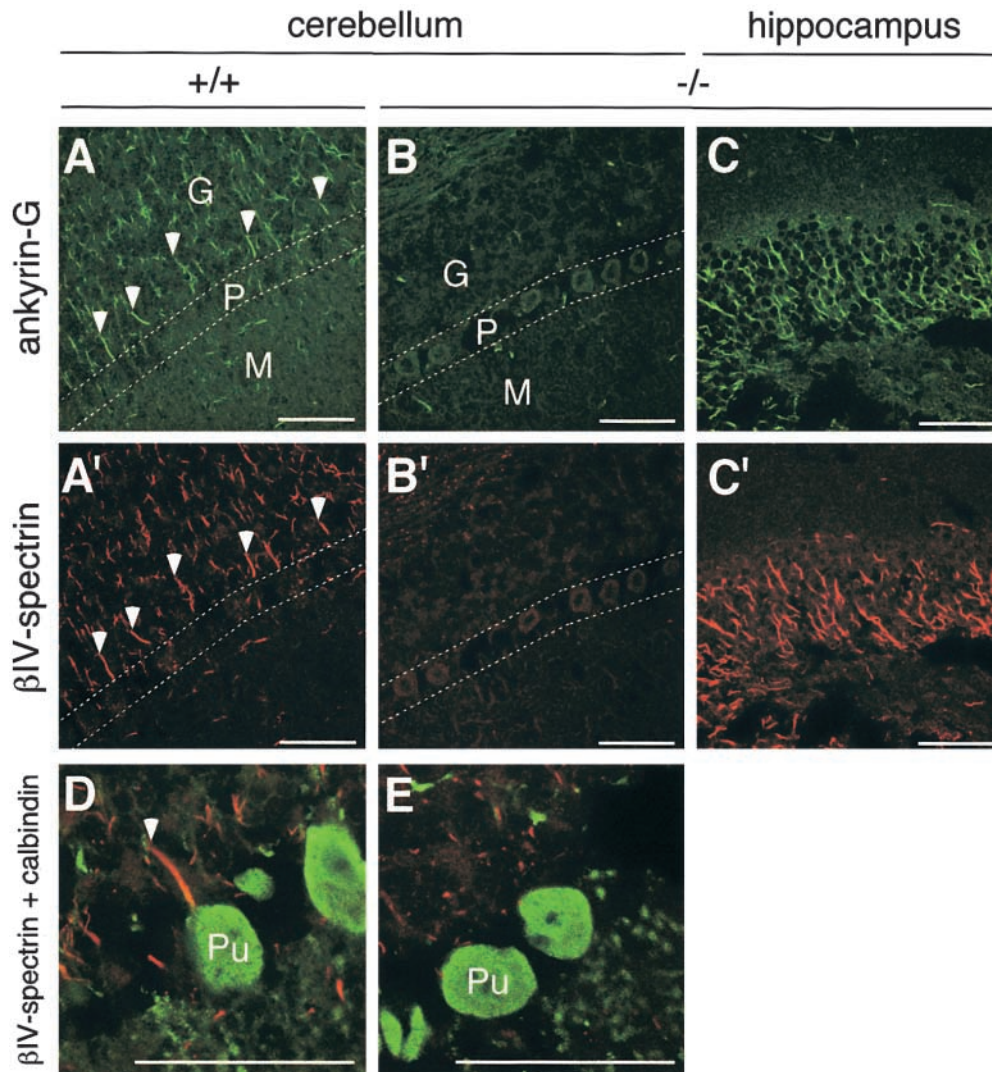 cerebellum hippocampus
+/+ -/-
ankyrin-G
A G P M
B G P M
C
βIV-spectrin
A'
B'
C'
βIV-spectrin + calbindin
D Pu
E Pu